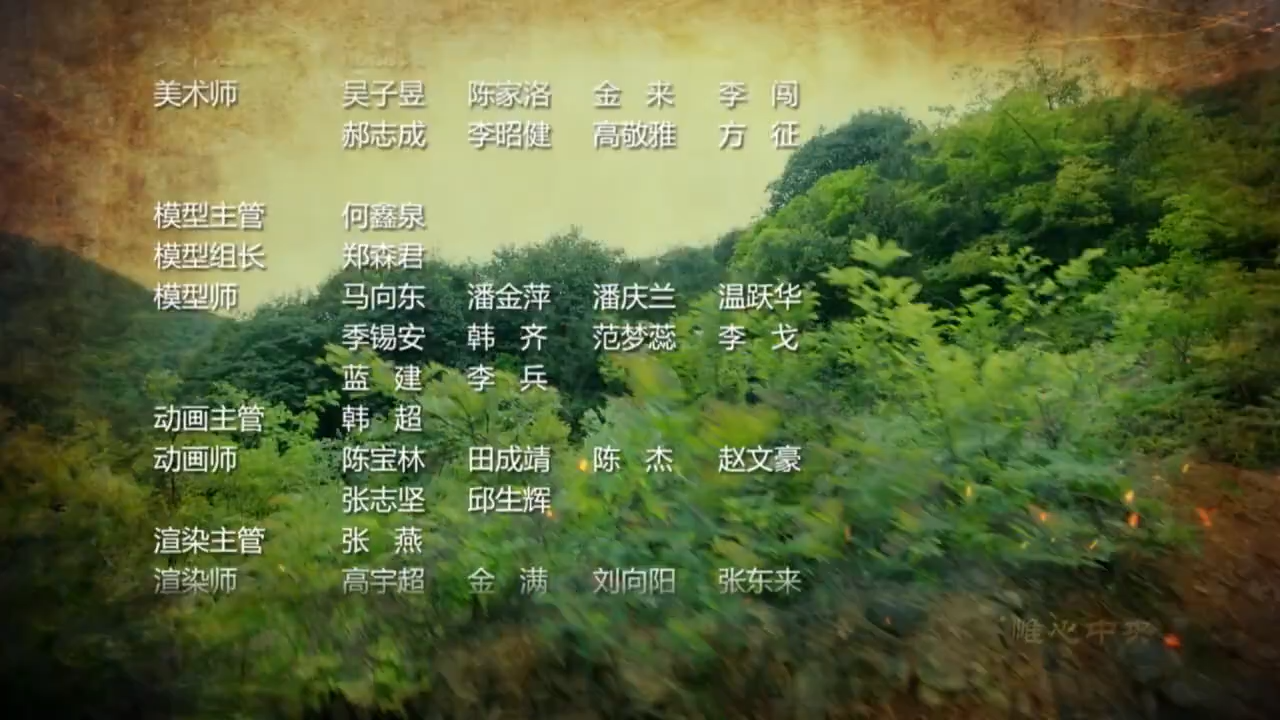 美术师 吴子昱 陈家洛 金来 李闯
郝志成 李昭健 高敬雅 方征
模型主管 何鑫泉
模型组长 郑森君
模型师 马向东 潘金萍 潘庆兰 温跃华
季锡安 韩齐 范梦蕊 李戈
蓝建 李兵
动画主管 韩超
动画师 陈宝林 田成靖 陈杰 赵文豪
张志坚 邱生辉
渲染主管 张燕
渲染师 高宇超 金满 刘向阳 张东来